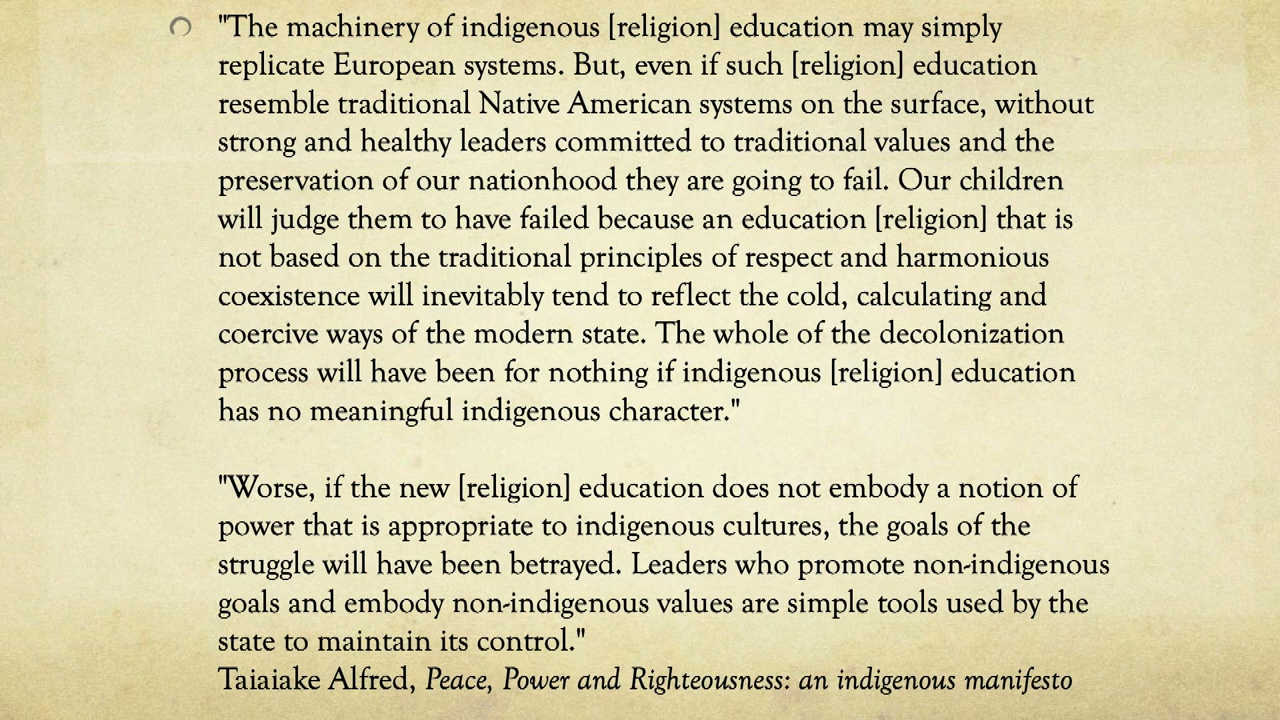 "The machinery of indigenous [religion] education may simply
replicate European systems. But, even if such [religion] education
resemble traditional Native American systems on the surface, without
strong and healthy leaders committed to traditional values and the
preservation of our nationhood they are going to fail. Our children
will judge them to have failed because an education [religion] that is
not based on the traditional principles of respect and harmonious
coexistence will inevitably tend to reflect the cold, calculating and
coercive ways of the modern state. The whole of the decolonization
process will have been for nothing if indigenous [religion] education
has no meaningful indigenous character."
"Worse, if the new [religion] education does not embody a notion of
power that is appropriate to indigenous cultures, the goals of the
struggle will have been betrayed. Leaders who promote non-indigenous
goals and embody non-indigenous values are simple tools used by the
state to maintain its control."
Taiaiake Alfred, Peace, Power and Righteousness: an indigenous manifesto